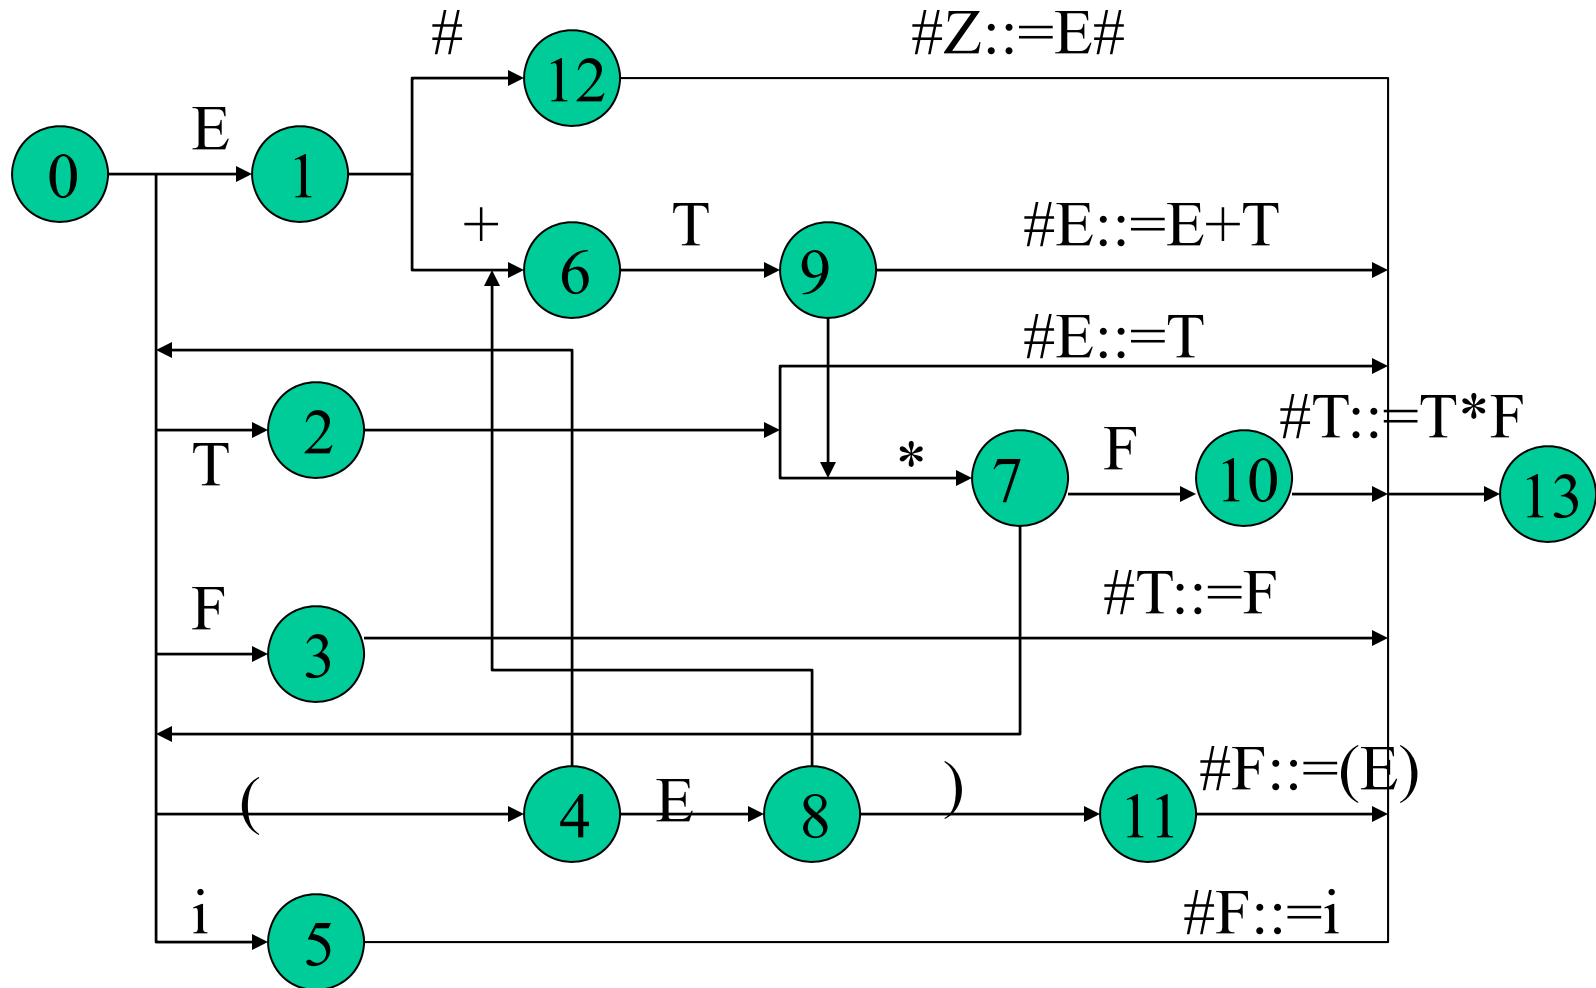 # #Z::=E#
12
E
0 1
+ T #E::=E+T
6 9
#E::=T
2 #T::=T*F
T * 7 F 10 13
F #T::=F
3
( 4 E 8 ) 11 #F::=(E)
i #F::=i
5